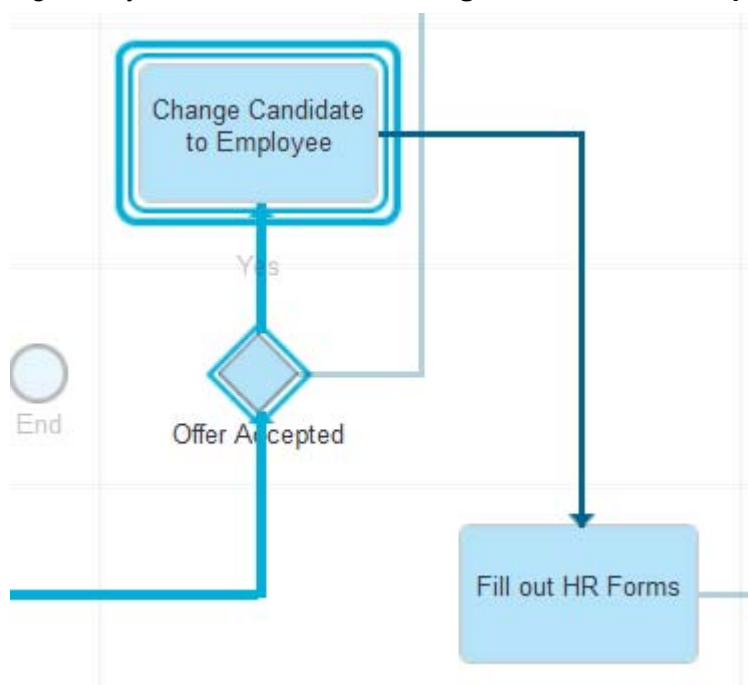 Change Candidate
to Employee
Yes
End
Offer Accepted
Fill out HR Forms